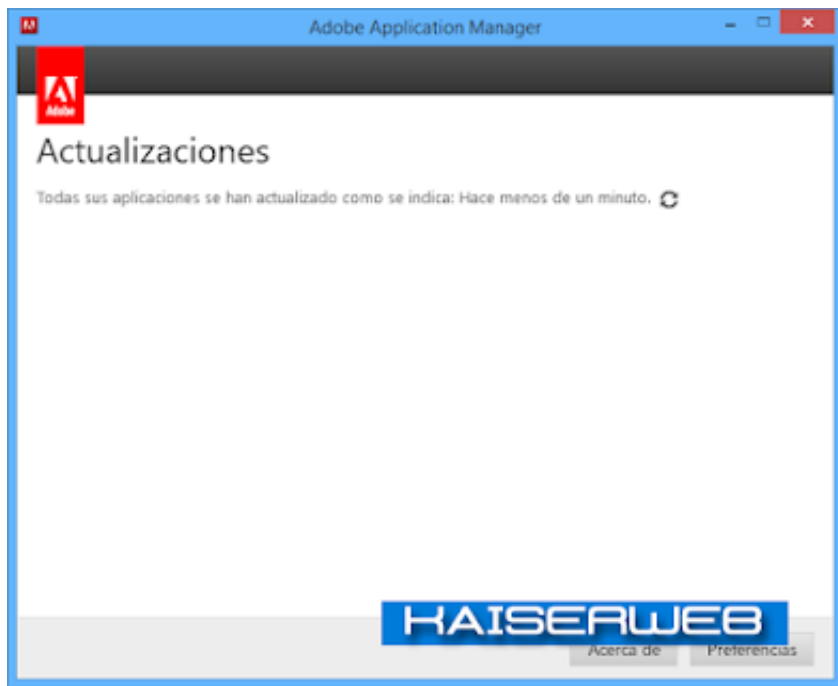 Adobe Application Manager
Adobe
Actualizaciones
Todas sus aplicaciones se han actualizado como se indica: Hace menos de un minuto.
KAISERWEB
Acerca de
Preferencias